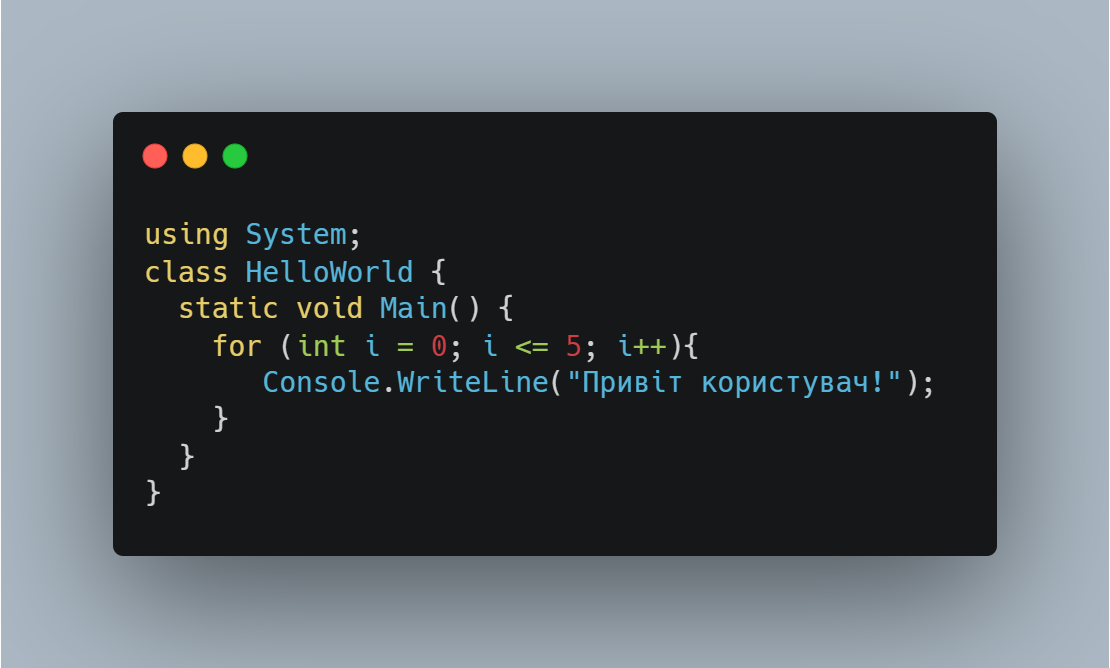 using System;
class HelloWorld {
  static void Main() {
    for (int i = 0; i <= 5; i++){
       Console.WriteLine("Привіт користувач!");
    }
  }
}